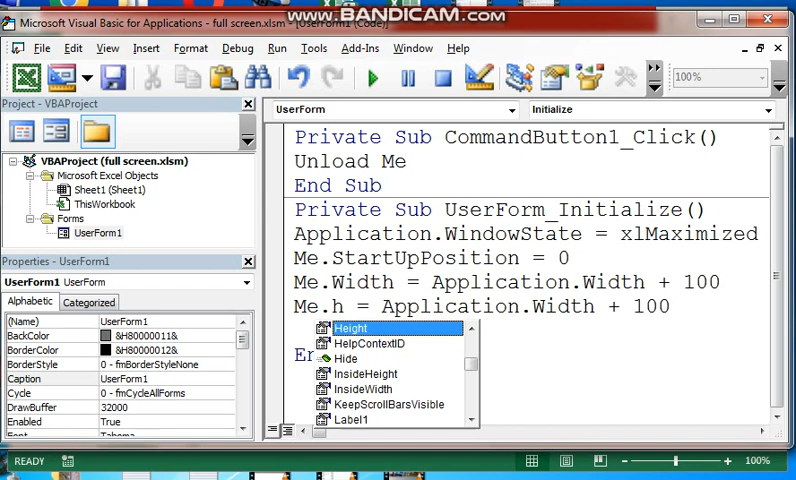 www.BANDICAM.com
Microsoft Visual Basic for Applications - full screen.xlsm - [UserForm1 (Code)]
File Edit View Insert Format Debug Run Tools Add-Ins Window Help
100%
Project - VBAProject
VBAProject (full screen.xlsm)
Microsoft Excel Objects
Sheet1 (Sheet1)
ThisWorkbook
Forms
UserForm1
Properties - UserForm1
UserForm1 UserForm
Alphabetic Categorized
(Name) UserForm1
BackColor &H80000011&
BorderColor &H80000012&
BorderStyle 0 - fmBorderStyleNone
Caption UserForm1
Cycle 0 - fmCycleAllForms
DrawBuffer 32000
Enabled True
Font Tahoma
UserForm Initialize
Private Sub CommandButton1_Click()
Unload Me
End Sub
Private Sub UserForm_Initialize()
Application.WindowState = xlMaximized
Me.StartUpPosition = 0
Me.Width = Application.Width + 100
Me.h = Application.Width + 100
Height
HelpContextID
Hide
InsideHeight
InsideWidth
KeepScrollBarsVisible
Label1
READY 100%